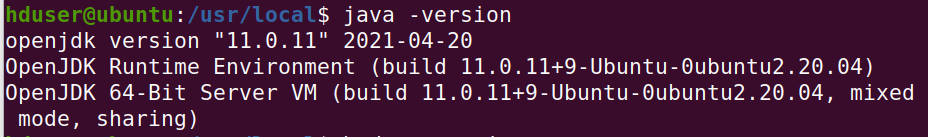 hduser@ubuntu:/usr/local$ java -version
openjdk version "11.0.11" 2021-04-20
OpenJDK Runtime Environment (build 11.0.11+9-Ubuntu-0ubuntu2.20.04)
OpenJDK 64-Bit Server VM (build 11.0.11+9-Ubuntu-0ubuntu2.20.04, mixed
 mode, sharing)